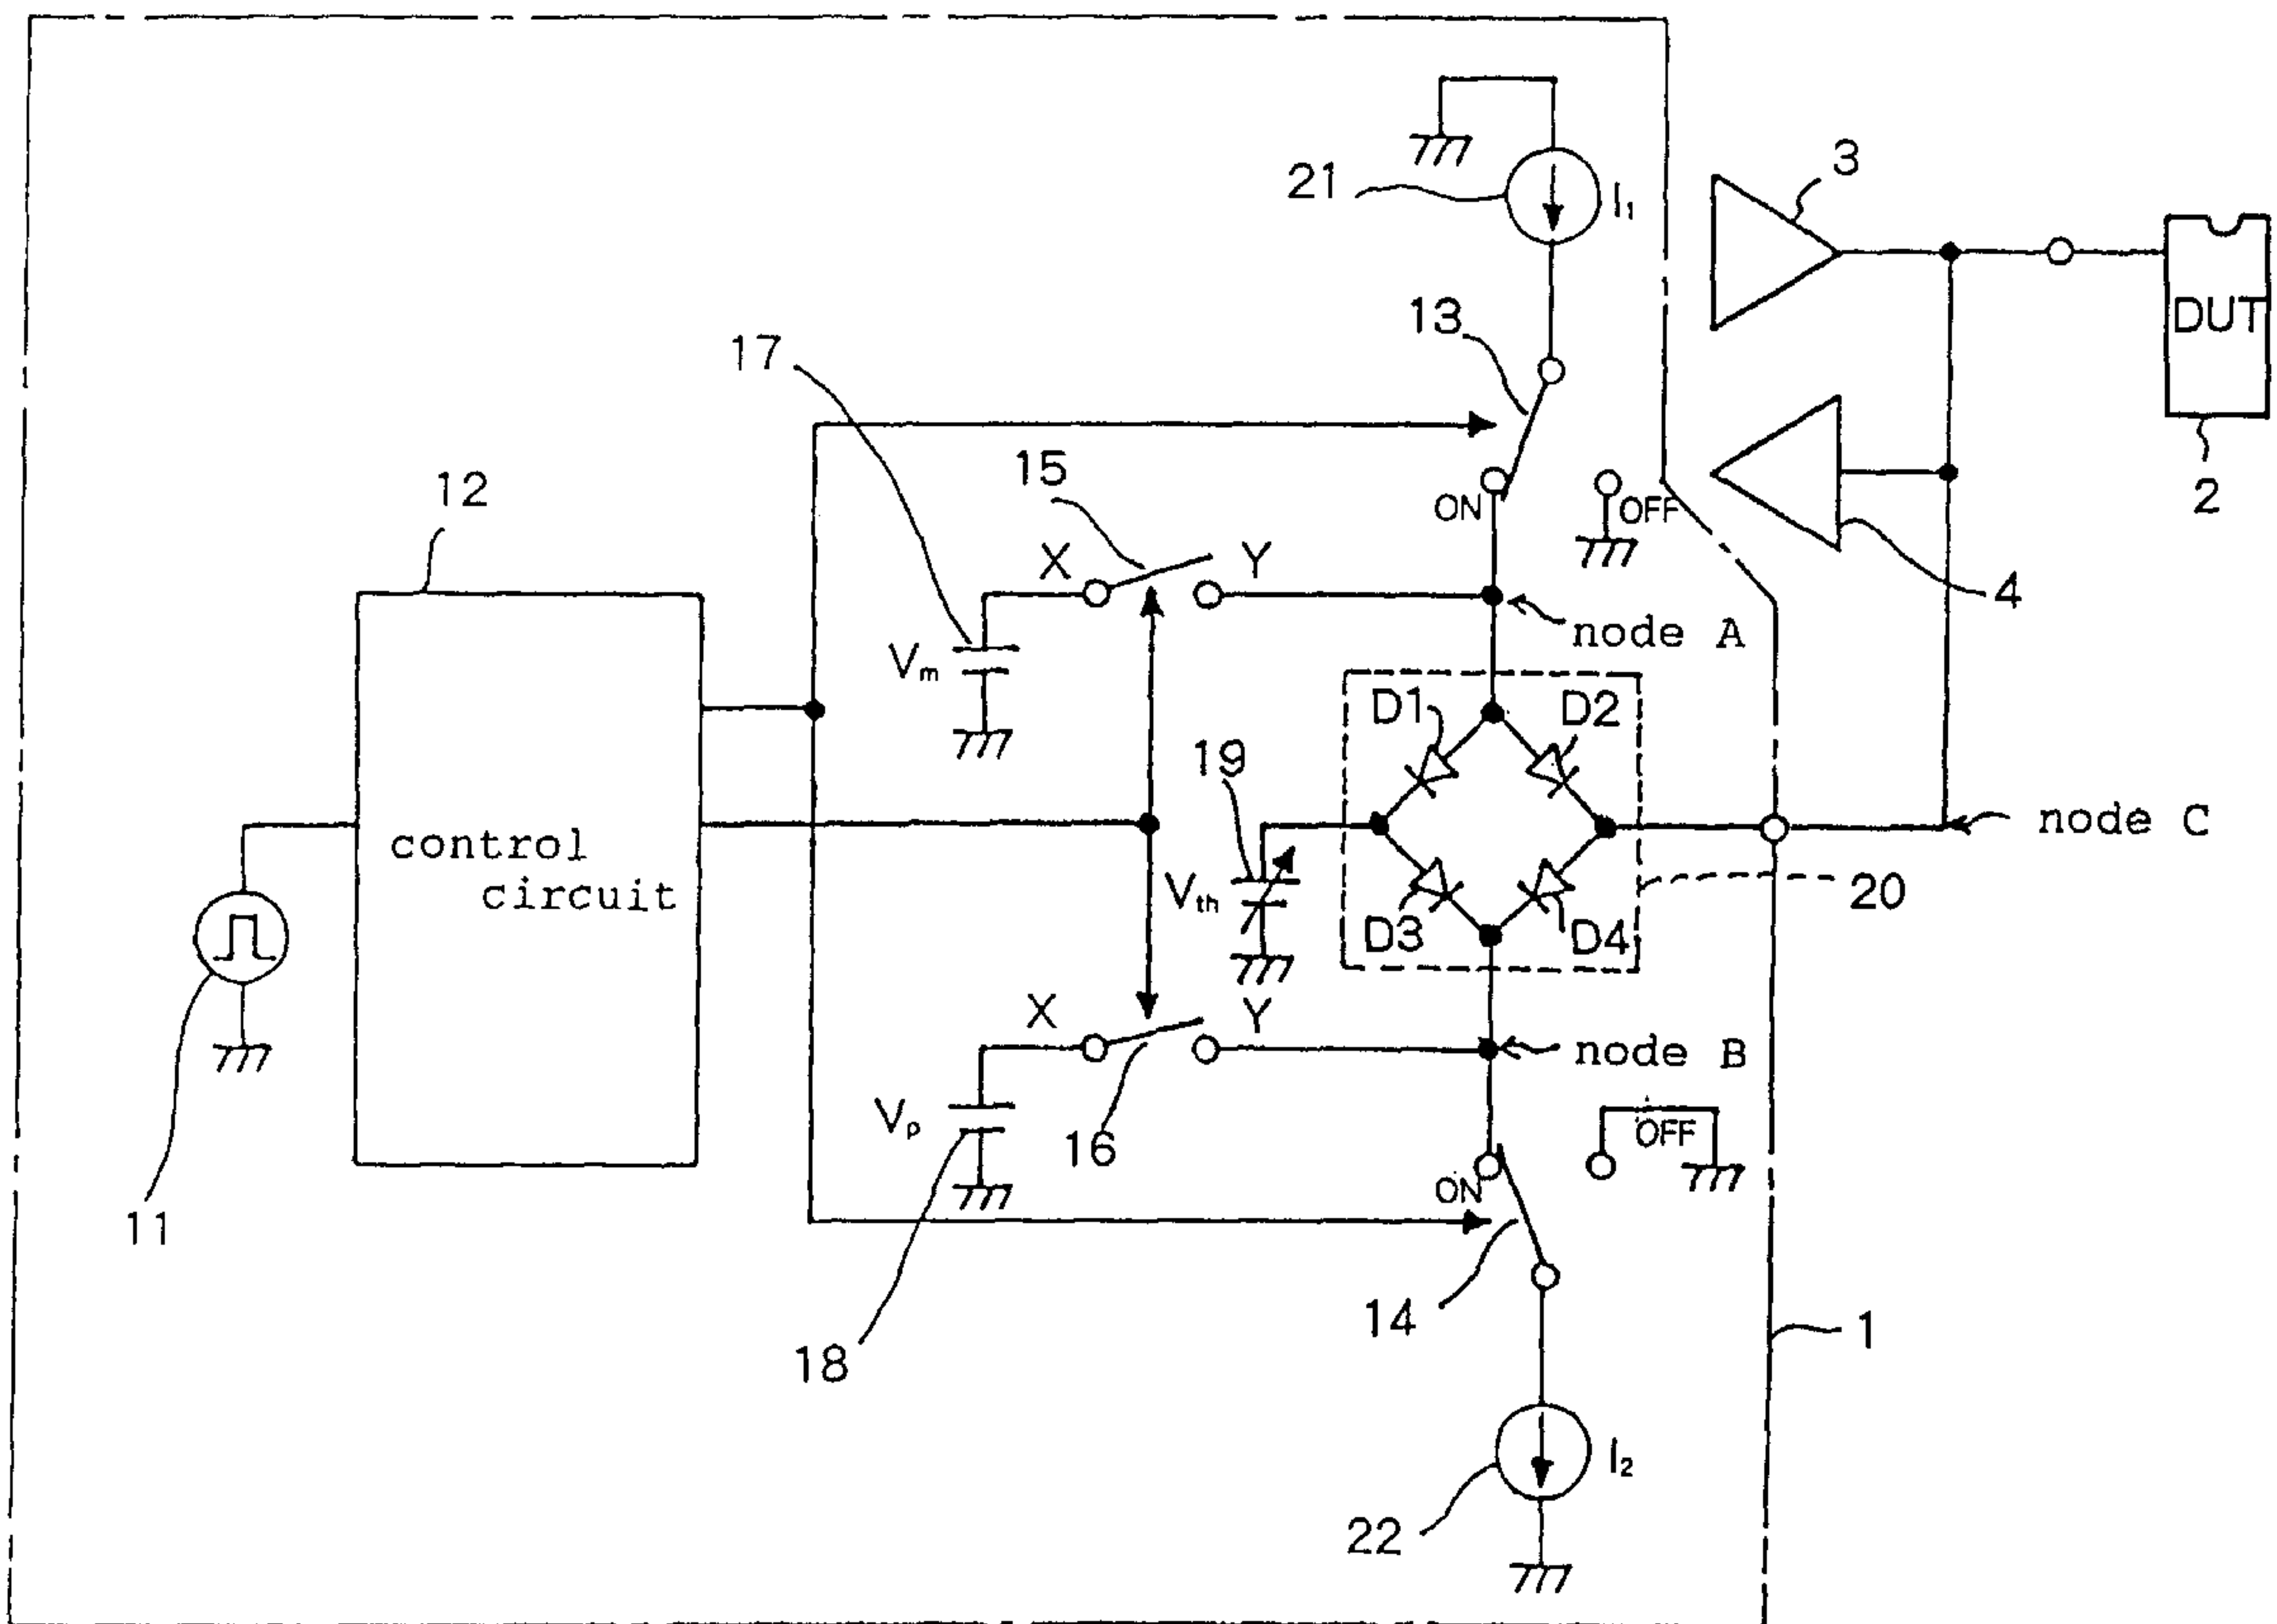 3
21
I₁
DUT
13
17
15
ON
OFF
2
12
X
Y
4
node A
Vₘ
D1
D2
19
control
circuit
node C
Vₜₕ
20
D3
D4
X
Y
node B
Vₚ
16
OFF
ON
11
14
1
18
I₂
22